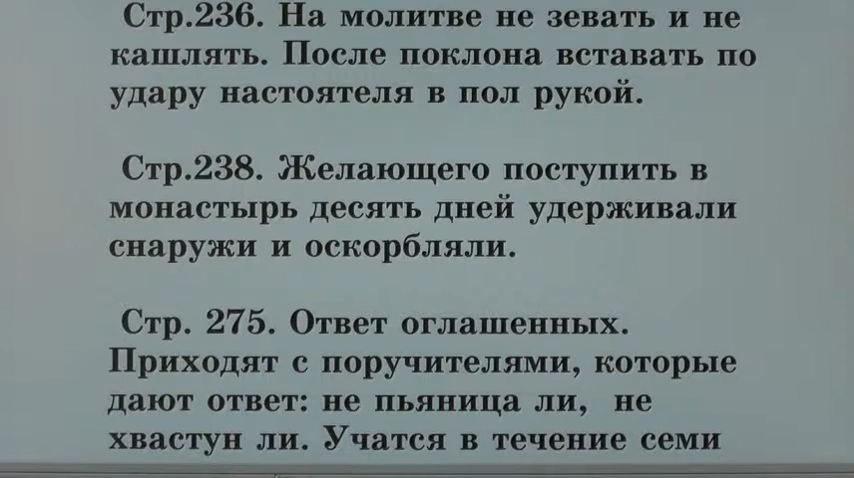 Стр.236. На молитве не зевать и не
кашлять. После поклона вставать по
удару настоятеля в пол рукой.
Стр.238. Желающего поступить в
монастырь десять дней удерживали
снаружи и оскорбляли.
Стр. 275. Ответ оглашенных.
Приходят с поручителями, которые
дают ответ: не пьяница ли, не
хвастун ли. Учатся в течение семи